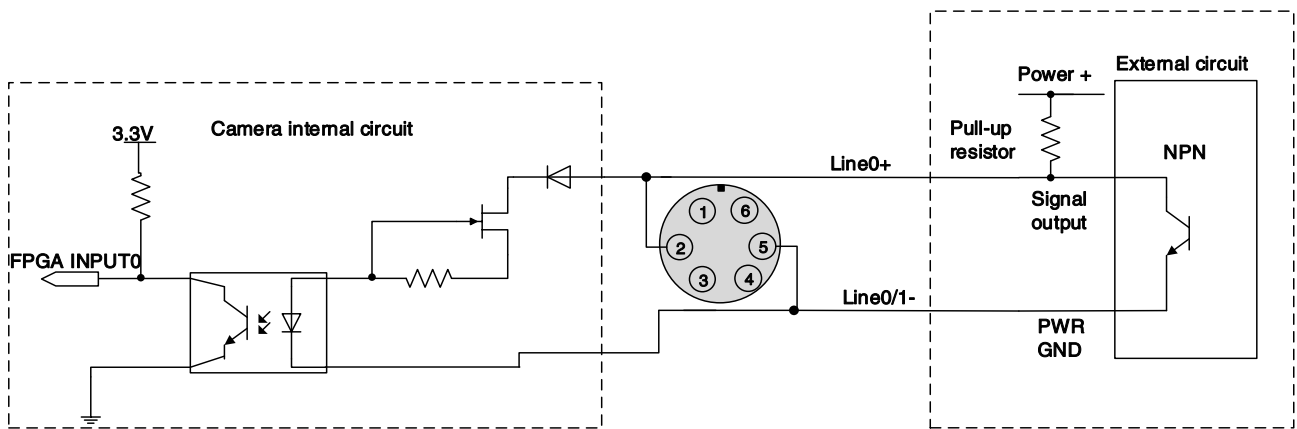 External circuit
Power +
Camera internal circuit
3.3V
Pull-up
resistor
NPN
Line0+
Signal
output
1
6
2
5
3
4
FPGA INPUT0
Line0/1-
PWR
GND